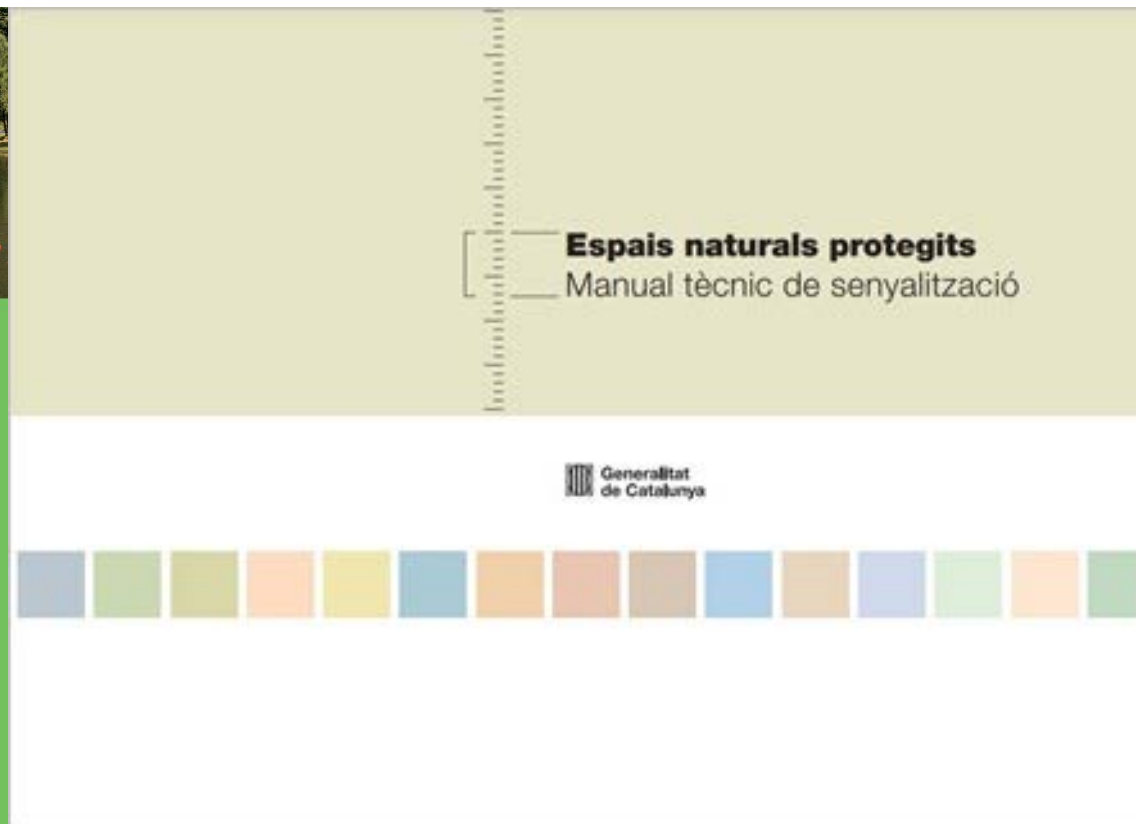 Espais naturals protegits
Manual tècnic de senyalització
Generalitat
de Catalunya